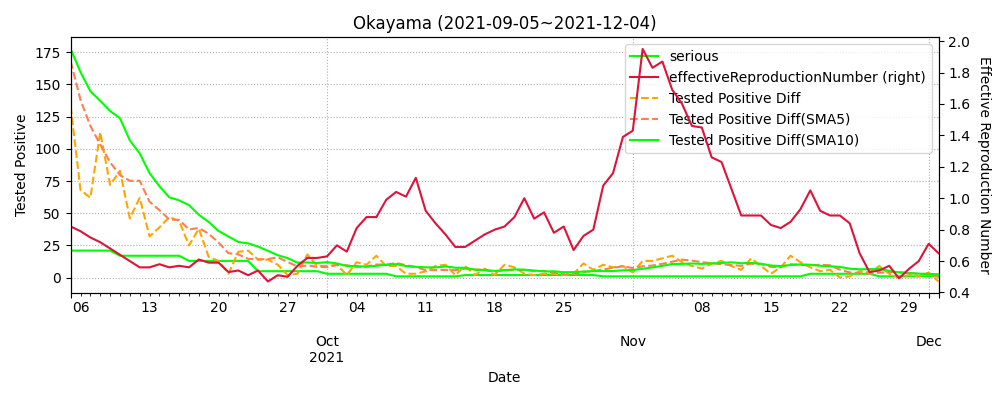 Okayama (2021-09-05~2021-12-04)
175
150
125
100
75
50
25
0
Tested Positive
2.0
1.8
1.6
1.4
1.2
1.0
0.8
0.6
0.4
Effective Reproduction Number
serious
effectiveReproductionNumber (right)
Tested Positive Diff
Tested Positive Diff(SMA5)
Tested Positive Diff(SMA10)
06 13 20 27 04 11 18 25 08 15 22 29
Oct Nov Dec
2021
Date